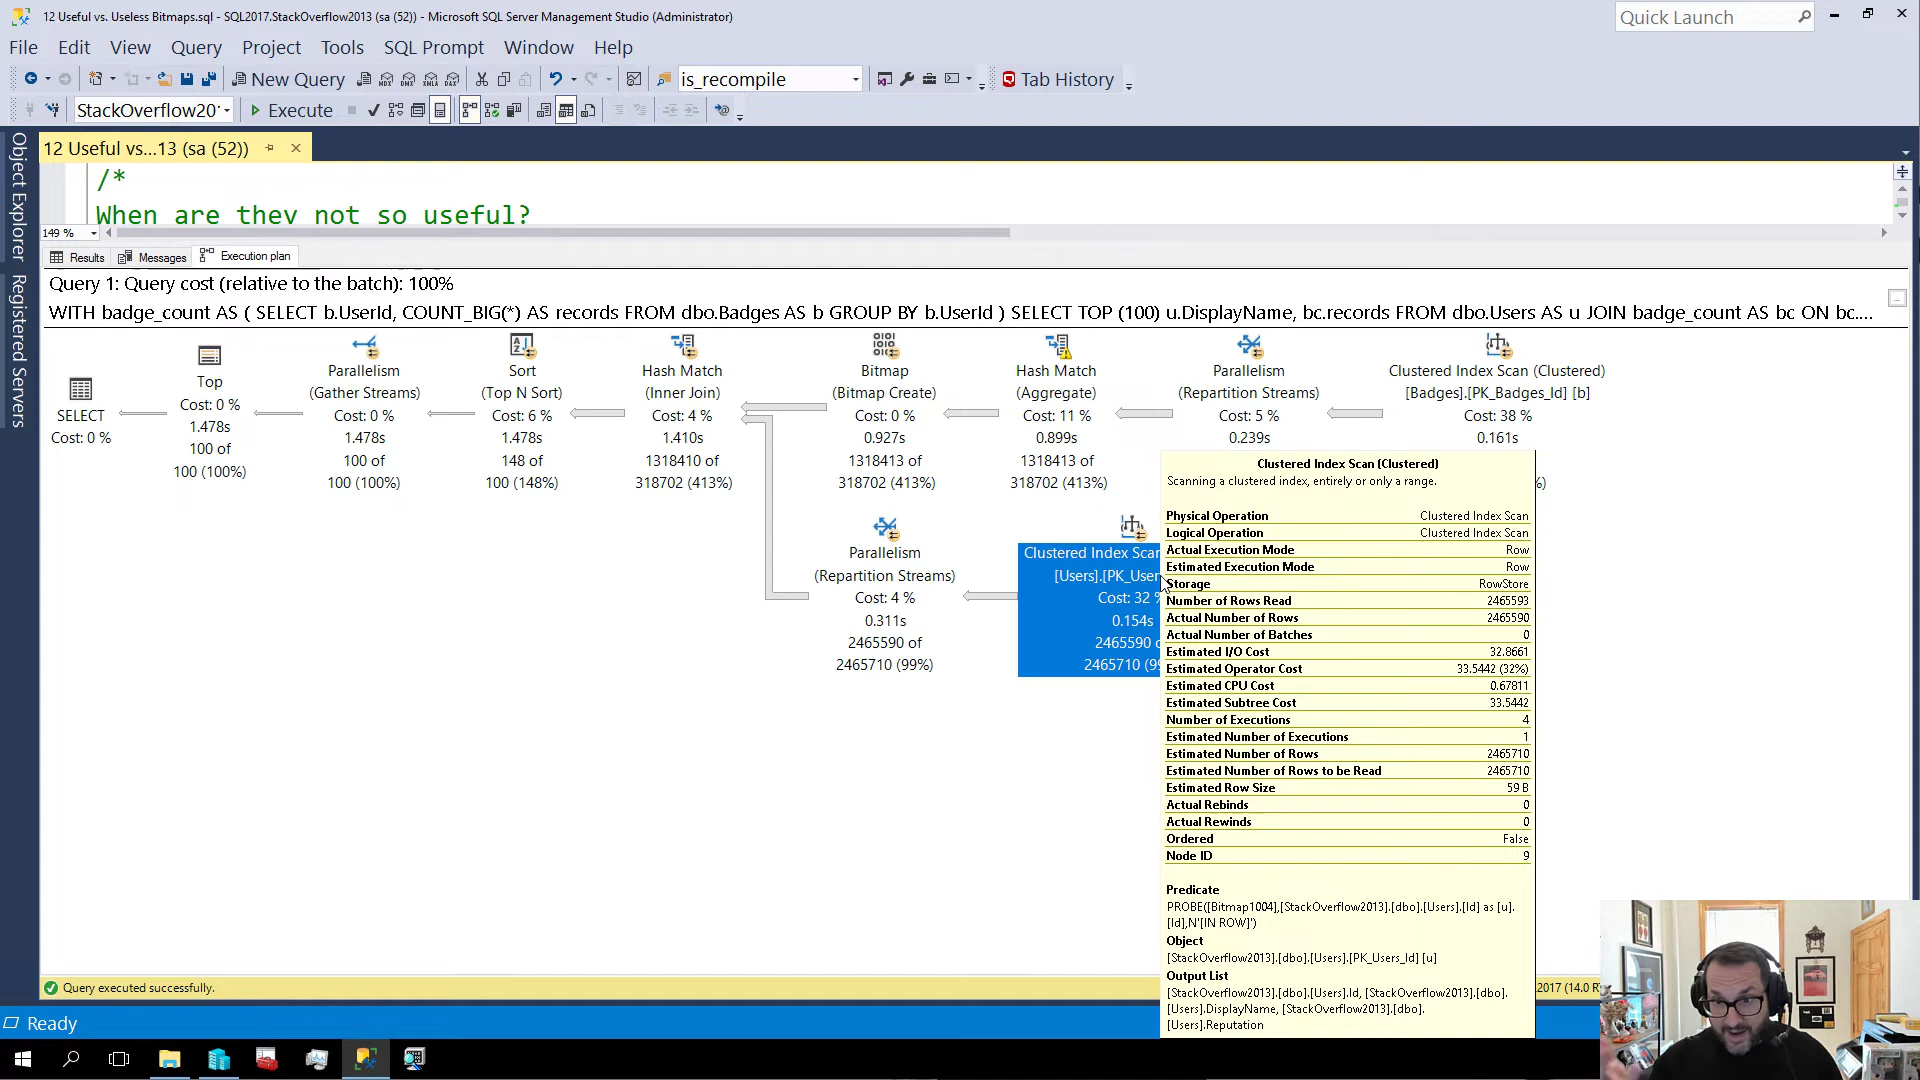 12 Useful vs. Useless Bitmaps.sql - SQL2017.StackOverflow2013 (sa (52)) - Microsoft SQL Server Management Studio (Administrator)
Quick Launch
File Edit View Query Project Tools SQL Prompt Window Help
New Query is_recompile Tab History
StackOverflow20 Execute
12 Useful vs...13 (sa (52))
Object Explorer
Registered Servers
/*
When are they not so useful?
149 %
Results Messages Execution plan
Query 1: Query cost (relative to the batch): 100%
WITH badge_count AS ( SELECT b.UserId, COUNT_BIG(*) AS records FROM dbo.Badges AS b GROUP BY b.UserId ) SELECT TOP (100) u.DisplayName, bc.records FROM dbo.Users AS u JOIN badge_count AS bc ON bc....
SELECT
Cost: 0 %
Top
Cost: 0 %
1.478s
100 of
100 (100%)
Parallelism
(Gather Streams)
Cost: 0 %
1.478s
100 of
100 (100%)
Sort
(Top N Sort)
Cost: 6 %
1.478s
148 of
100 (148%)
Hash Match
(Inner Join)
Cost: 4 %
1.410s
1318410 of
318702 (413%)
Bitmap
(Bitmap Create)
Cost: 0 %
0.927s
1318413 of
318702 (413%)
Hash Match
(Aggregate)
Cost: 11 %
0.899s
1318413 of
318702 (413%)
Parallelism
(Repartition Streams)
Cost: 5 %
0.239s
Clustered Index Scan (Clustered)
[Badges].[PK_Badges_Id] [b]
Cost: 38 %
0.161s
Parallelism
(Repartition Streams)
Cost: 4 %
0.311s
2465590 of
2465710 (99%)
Clustered Index Scan
[Users].[PK_User
Cost: 32 %
0.154s
2465590 o
2465710 (99
Clustered Index Scan (Clustered)
Scanning a clustered index, entirely or only a range.
Physical Operation Clustered Index Scan
Logical Operation Clustered Index Scan
Actual Execution Mode Row
Estimated Execution Mode Row
Storage RowStore
Number of Rows Read 2465593
Actual Number of Rows 2465590
Actual Number of Batches 0
Estimated I/O Cost 32.8661
Estimated Operator Cost 33.5442 (32%)
Estimated CPU Cost 0.67811
Estimated Subtree Cost 33.5442
Number of Executions 4
Estimated Number of Executions 1
Estimated Number of Rows 2465710
Estimated Number of Rows to be Read 2465710
Estimated Row Size 59 B
Actual Rebinds 0
Actual Rewinds 0
Ordered False
Node ID 9
Predicate
PROBE([Bitmap1004],[StackOverflow2013].[dbo].[Users].[Id] as [u].
[Id],N'[IN ROW]')
Object
[StackOverflow2013].[dbo].[Users].[PK_Users_Id] [u]
Output List
[StackOverflow2013].[dbo].[Users].Id, [StackOverflow2013].[dbo].
[Users].DisplayName, [StackOverflow2013].[dbo].
[Users].Reputation
Query executed successfully.
2017 (14.0 R
Ready